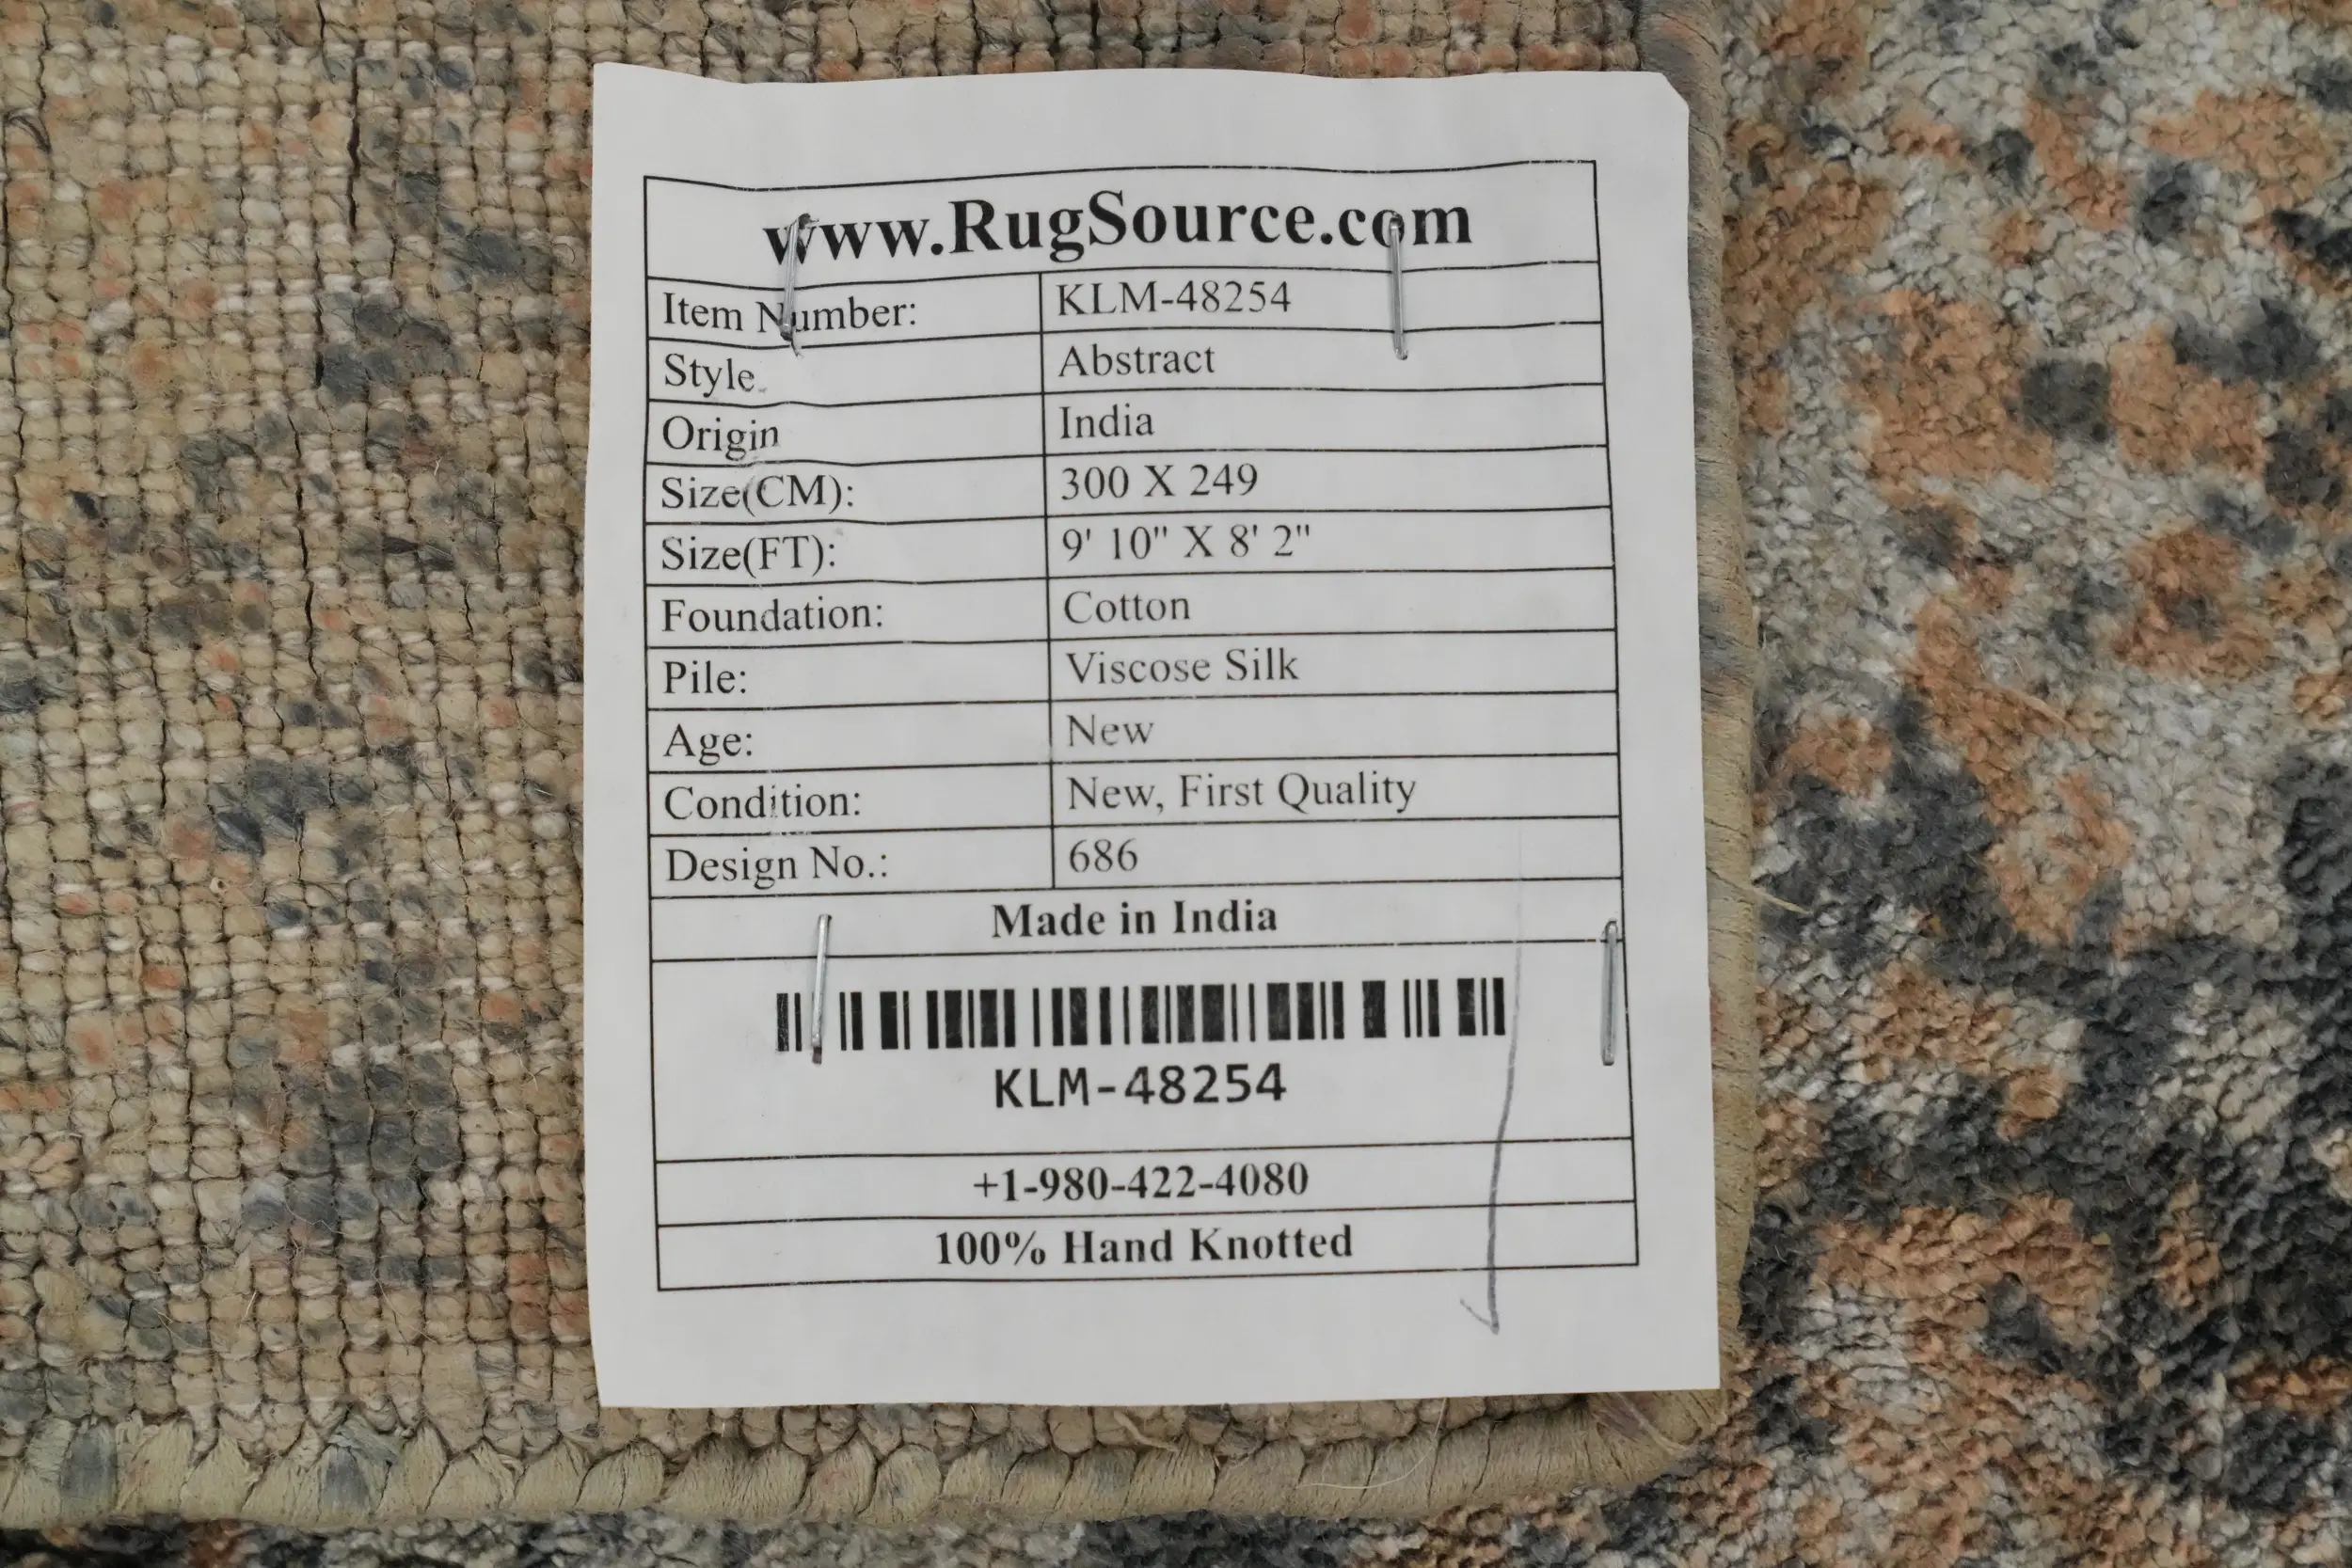 www.RugSource.com
Item Number: KLM-48254
Style Abstract
Origin India
Size(CM): 300 X 249
Size(FT): 9' 10" X 8' 2"
Foundation: Cotton
Pile: Viscose Silk
Age: New
Condition: New, First Quality
Design No.: 686
Made in India
KLM-48254
+1-980-422-4080
100% Hand Knotted